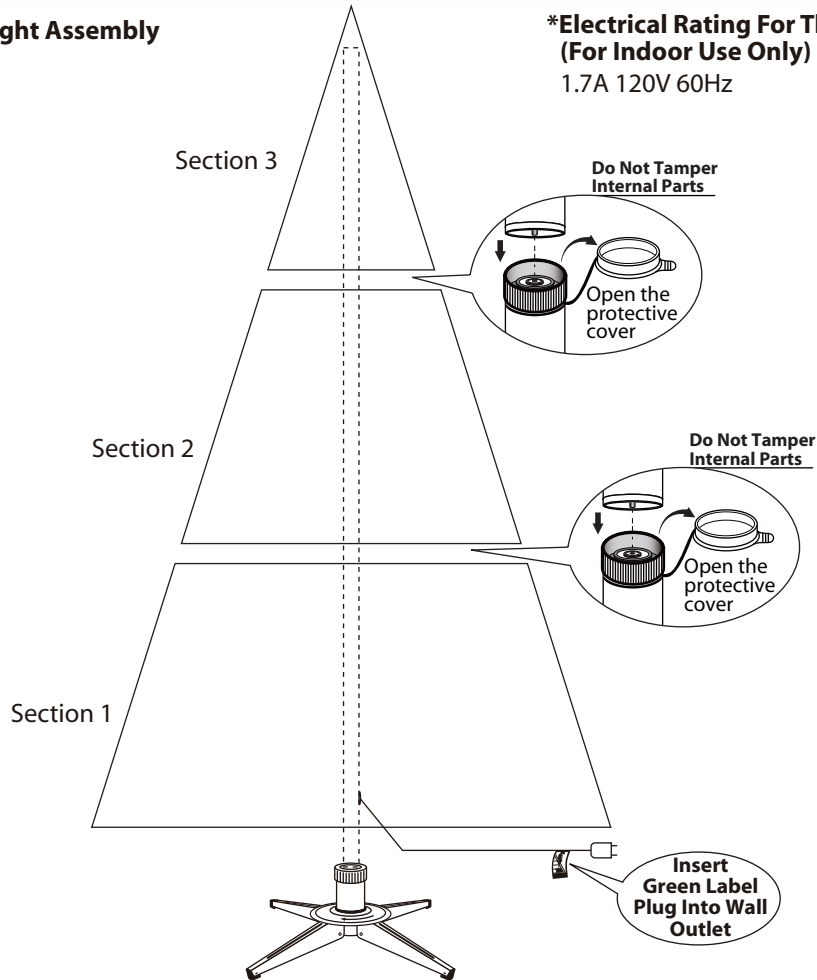 ght Assembly
*Electrical Rating For Th
(For Indoor Use Only)
1.7A 120V 60Hz
Section 3
Do Not Tamper
Internal Parts
Open the
protective
cover
Section 2
Do Not Tamper
Internal Parts
Open the
protective
cover
Section 1
Insert
Green Label
Plug Into Wall
Outlet